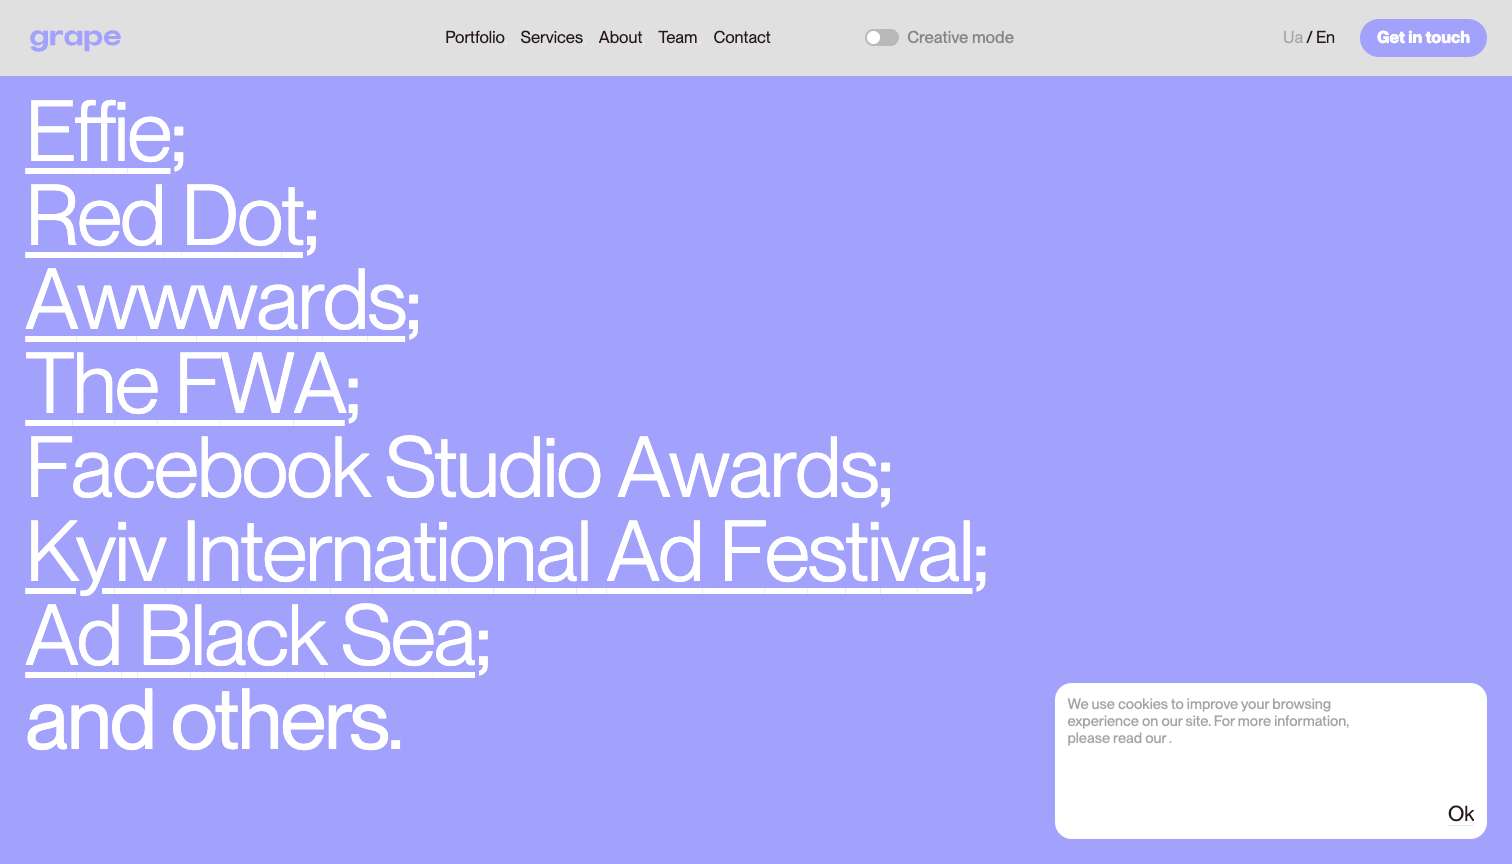 grape
Portfolio Services About Team Contact
Creative mode
Ua / En
Get in touch
Effie;
Red Dot;
Awwwards;
The FWA;
Facebook Studio Awards;
Kyiv International Ad Festival;
Ad Black Sea;
and others.
We use cookies to improve your browsing
experience on our site. For more information,
please read our .
Ok